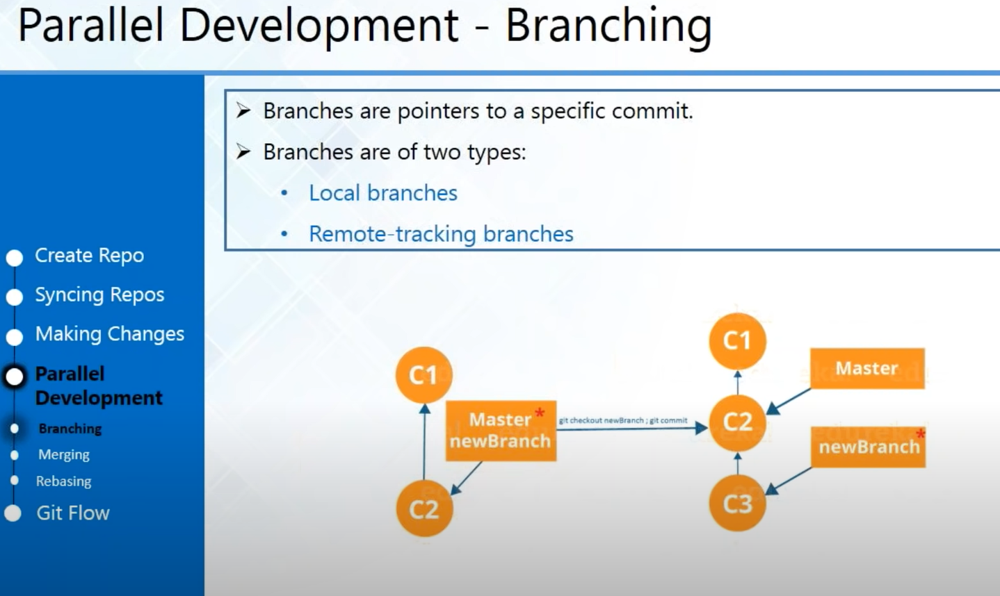 Parallel Development - Branching
Branches are pointers to a specific commit.
Branches are of two types:
Local branches
Remote-tracking branches
Create Repo
Syncing Repos
Making Changes
Parallel
Development
Branching
Merging
Rebasing
Git Flow
C1
Master *
newBranch
C2
git checkout newBranch ; git commit
C1
Master
C2
newBranch *
C3